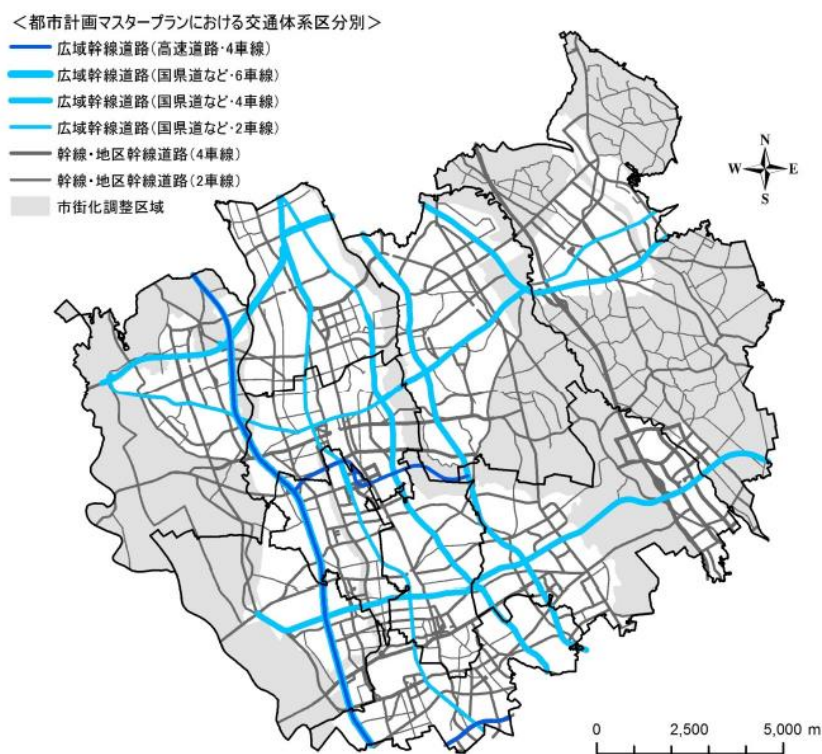 ＜都市計画マスタープランにおける交通体系区分別＞
広域幹線道路(高速道路・4車線)
広域幹線道路(国県道など・6車線)
広域幹線道路(国県道など・4車線)
広域幹線道路(国県道など・2車線)
幹線・地区幹線道路(4車線)
幹線・地区幹線道路(2車線)
市街化調整区域
N
W E
S
0 2,500 5,000 m